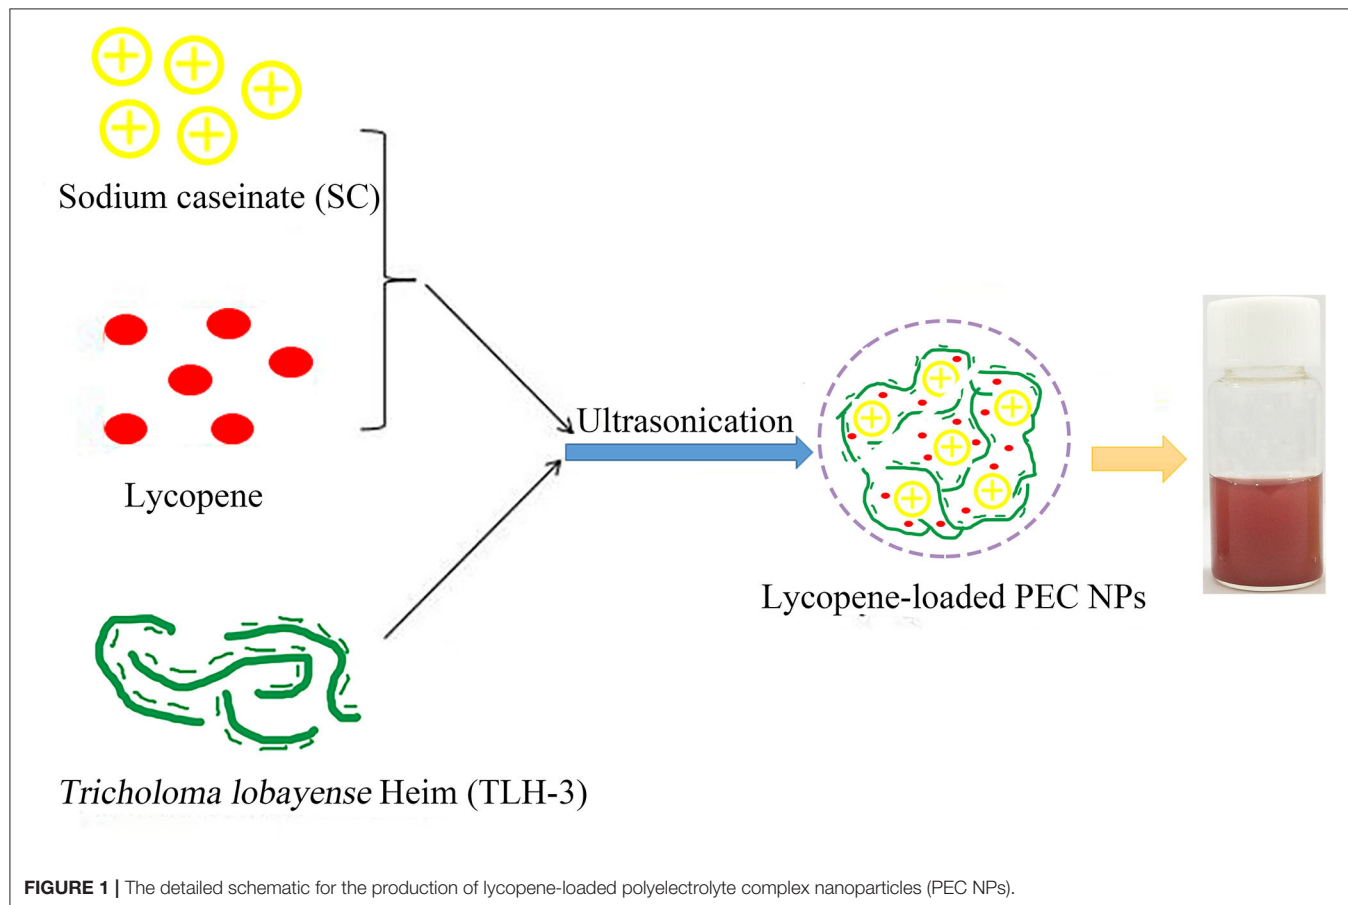 Sodium caseinate (SC)
Lycopene
Tricholoma lobayense Heim (TLH-3)
Ultrasonication
Lycopene-loaded PEC NPs
FIGURE 1 | The detailed schematic for the production of lycopene-loaded polyelectrolyte complex nanoparticles (PEC NPs).